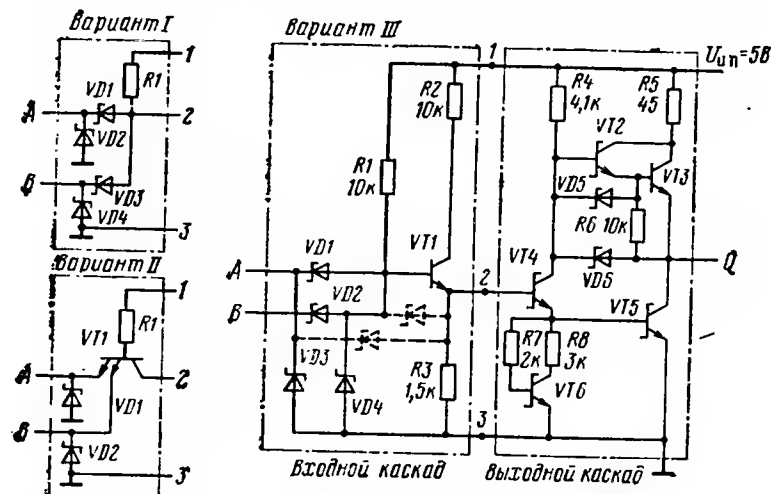 Вариант I
1
R1
VD1
A
2
VD2
B
VD3
VD4
3
Вариант II
1
R1
VT1
A
2
VD1
B
VD2
3
Вариант III
1
Uип=5В
R2
10к
R1
10к
VD1
VT1
A
B
VD2
2
VD3
VD4
R3
1,5к
3
Входной каскад
R4
4,1к
R5
45
VT2
VD5
VT3
R6 10к
VD6
Q
VT4
VT5
R7
2к
R8
3к
VT6
Выходной каскад